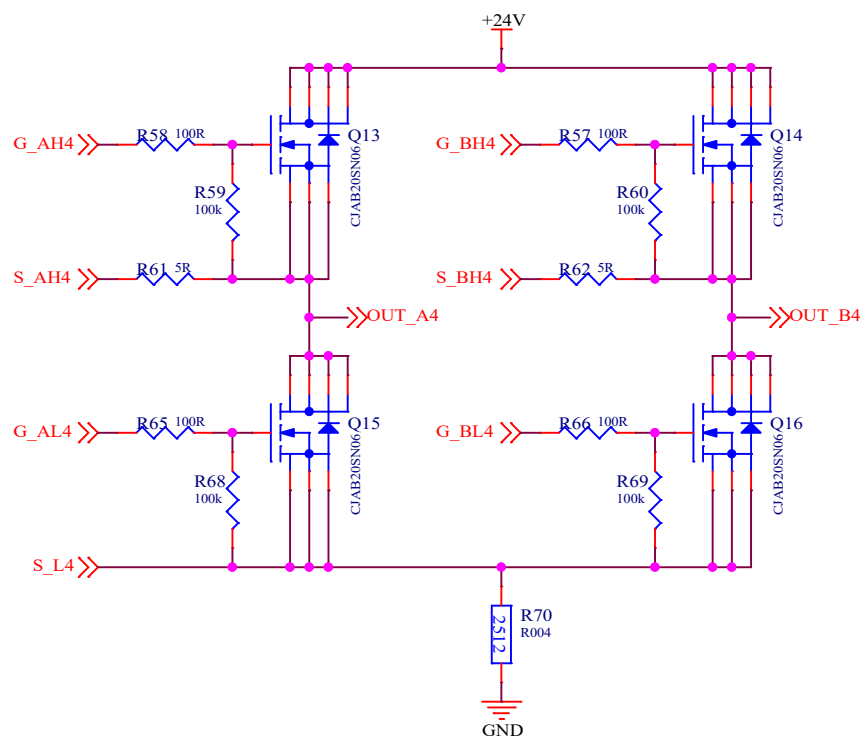 +24V
G_AH4
R58 100R
Q13
CJAB20SN06
R59
100k
S_AH4
R61 5R
G_BH4
R57 100R
Q14
CJAB20SN06
R60
100k
S_BH4
R62 5R
OUT_A4
OUT_B4
G_AL4
R65 100R
Q15
CJAB20SN06
R68
100k
G_BL4
R66 100R
Q16
CJAB20SN06
R69
100k
S_L4
2512
R70
R004
GND